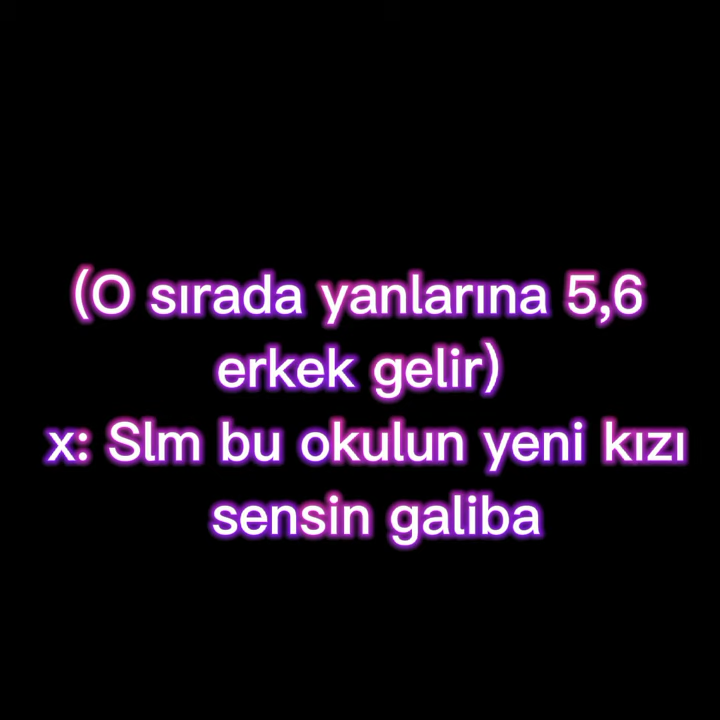 (O sırada yanlarına 5,6
erkek gelir)
x: Slm bu okulun yeni kızı
sensin galiba